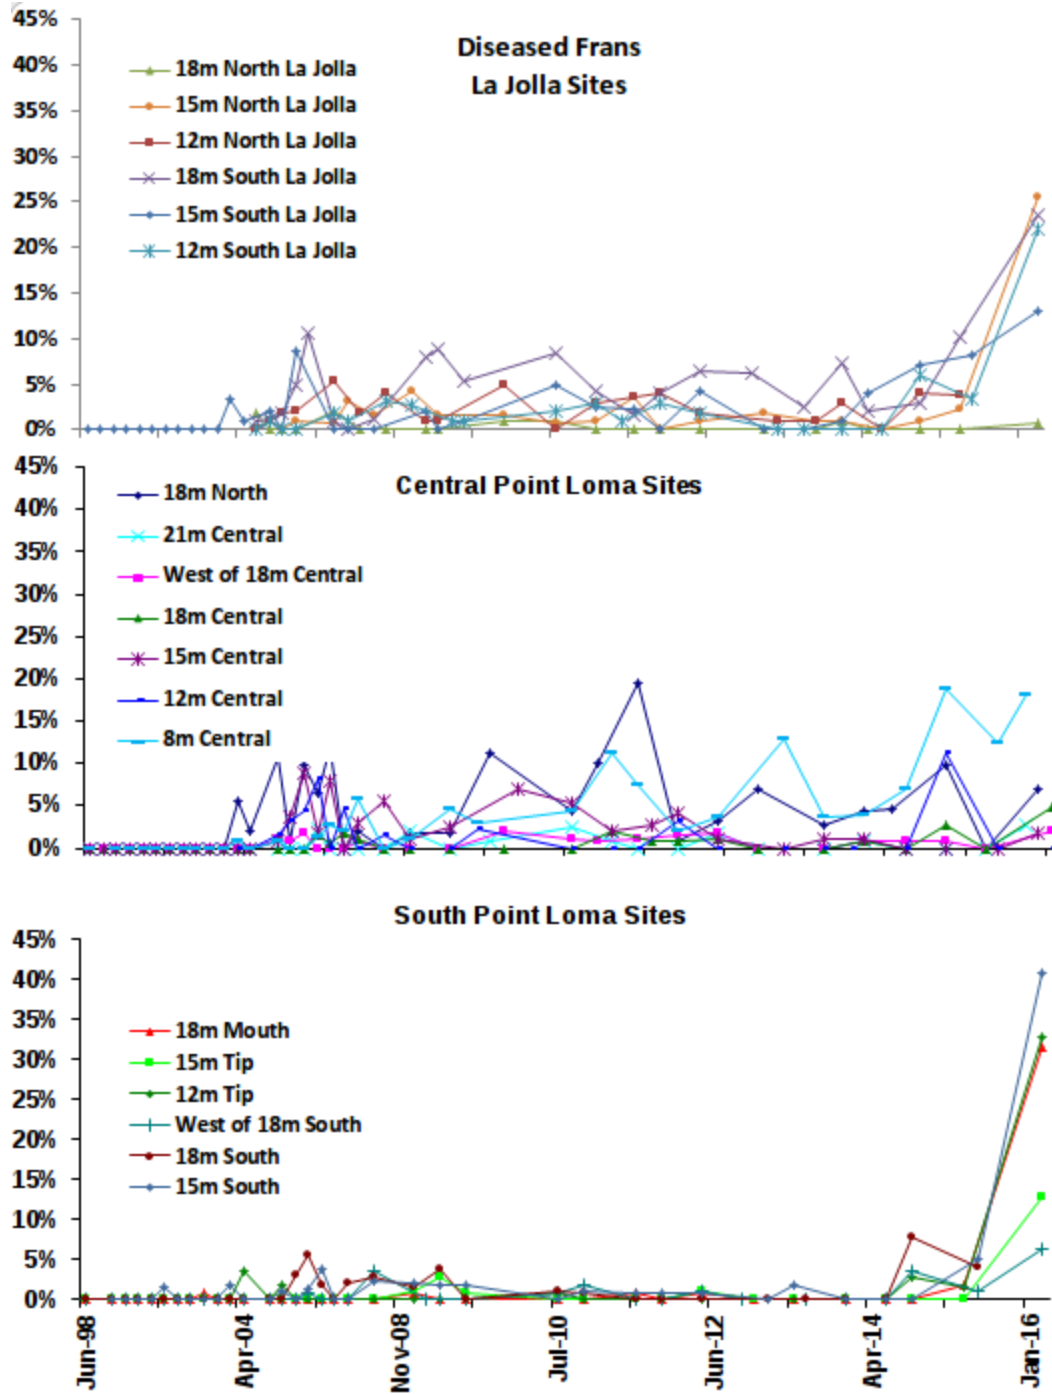 Diseased Frans
La Jolla Sites
45%
40%
35%
30%
25%
20%
15%
10%
5%
0%
18m North La Jolla
15m North La Jolla
12m North La Jolla
18m South La Jolla
15m South La Jolla
12m South La Jolla
Central Point Loma Sites
45%
40%
35%
30%
25%
20%
15%
10%
5%
0%
18m North
21m Central
West of 18m Central
18m Central
15m Central
12m Central
8m Central
South Point Loma Sites
45%
40%
35%
30%
25%
20%
15%
10%
5%
0%
18m Mouth
15m Tip
12m Tip
West of 18m South
18m South
15m South
Jun-98
Apr-04
Nov-08
Jul-10
Jun-12
Apr-14
Jan-16